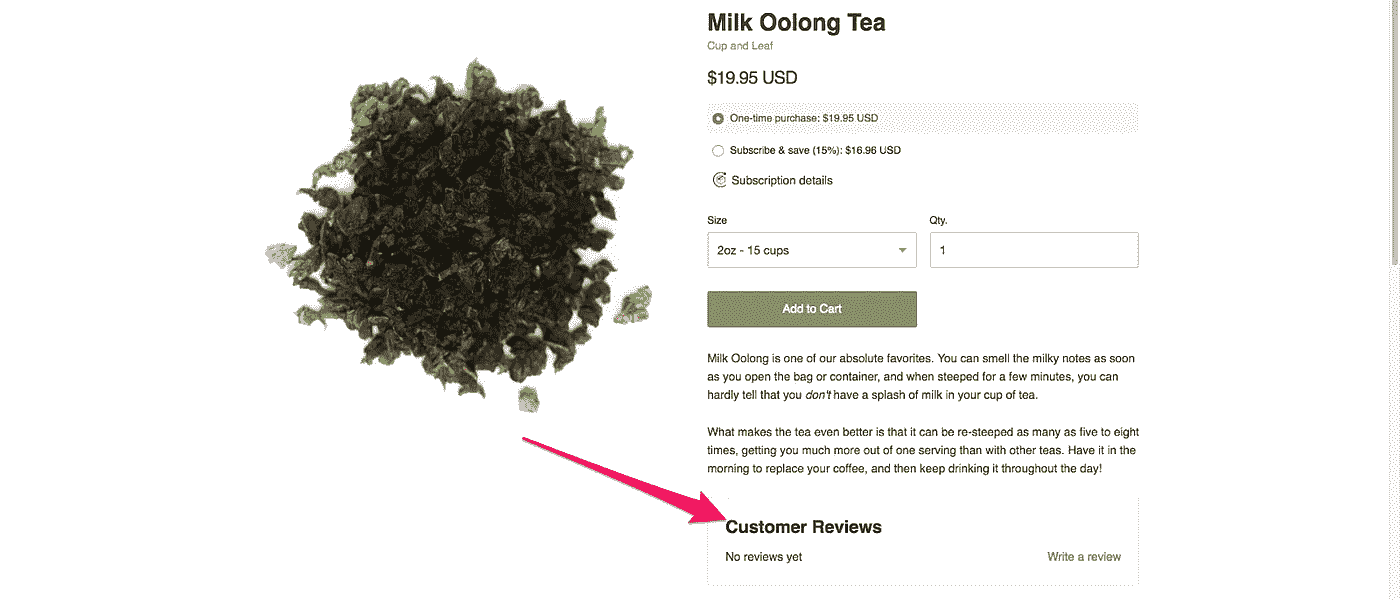 Milk Oolong Tea
Cup and Leaf
$19.95 USD
One-time purchase: $19.95 USD
Subscribe & save (15%): $16.96 USD
Subscription details
Size
Qty.
2oz - 15 cups
1
Add to Cart
Milk Oolong is one of our absolute favorites. You can smell the milky notes as soon
as you open the bag or container, and when steeped for a few minutes, you can
hardly tell that you don't have a splash of milk in your cup of tea.
What makes the tea even better is that it can be re-steeped as many as five to eight
times, getting you much more out of one serving than with other teas. Have it in the
morning to replace your coffee, and then keep drinking it throughout the day!
Customer Reviews
No reviews yet
Write a review